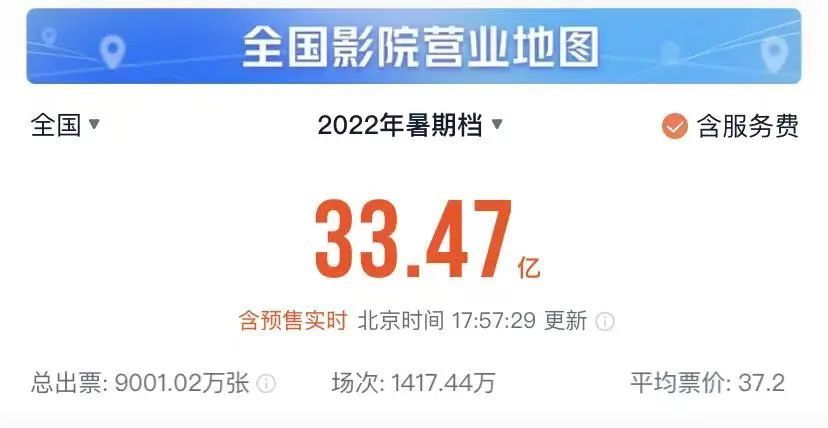 全国影院营业地图
全国 2022年暑期档 含服务费
33.47亿
含预售实时 北京时间 17:57:29 更新
总出票: 9001.02万张 场次: 1417.44万 平均票价: 37.2